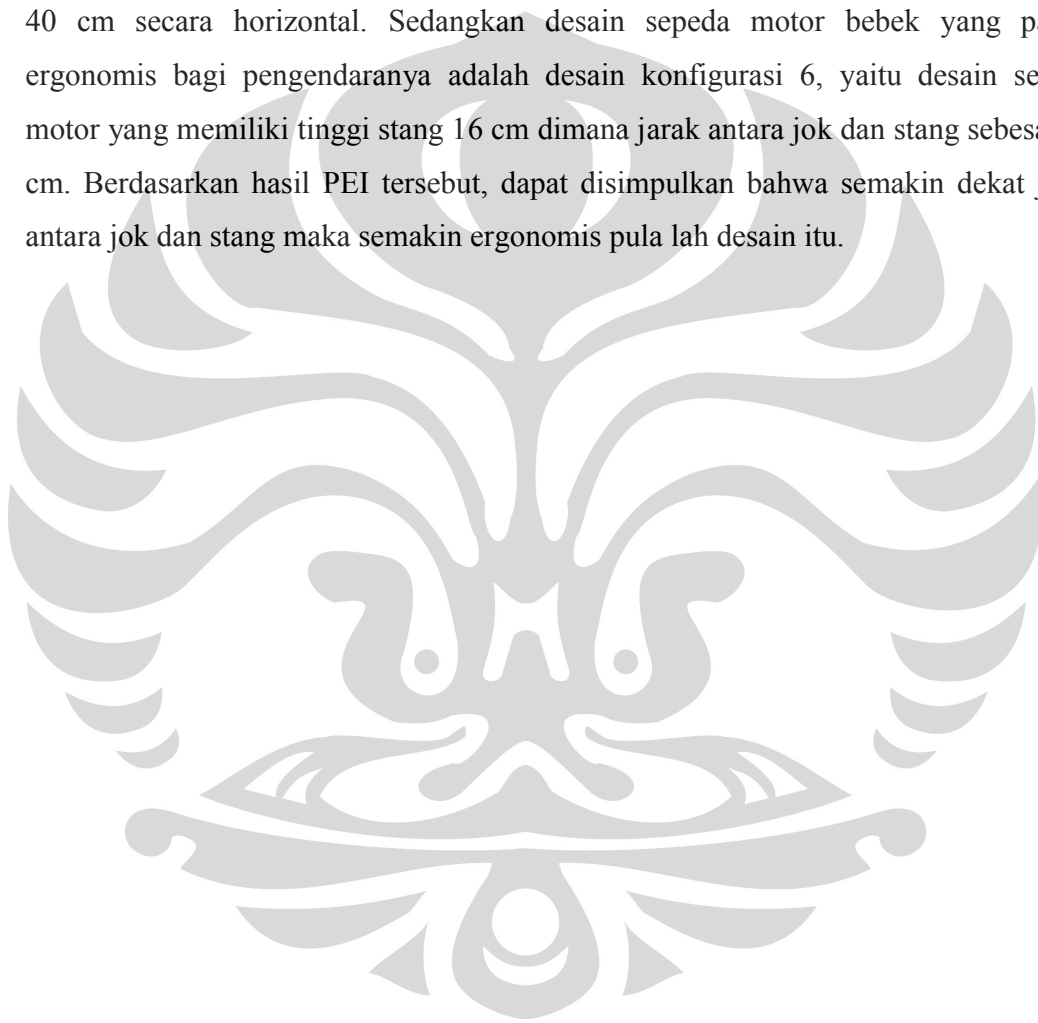 40 cm secara horizontal. Sedangkan desain sepeda motor bebek yang pa
ergonomis bagi pengendaranya adalah desain konfigurasi 6, yaitu desain se
motor yang memiliki tinggi stang 16 cm dimana jarak antara jok dan stang sebesa
cm. Berdasarkan hasil PEI tersebut, dapat disimpulkan bahwa semakin dekat j
antara jok dan stang maka semakin ergonomis pula lah desain itu.